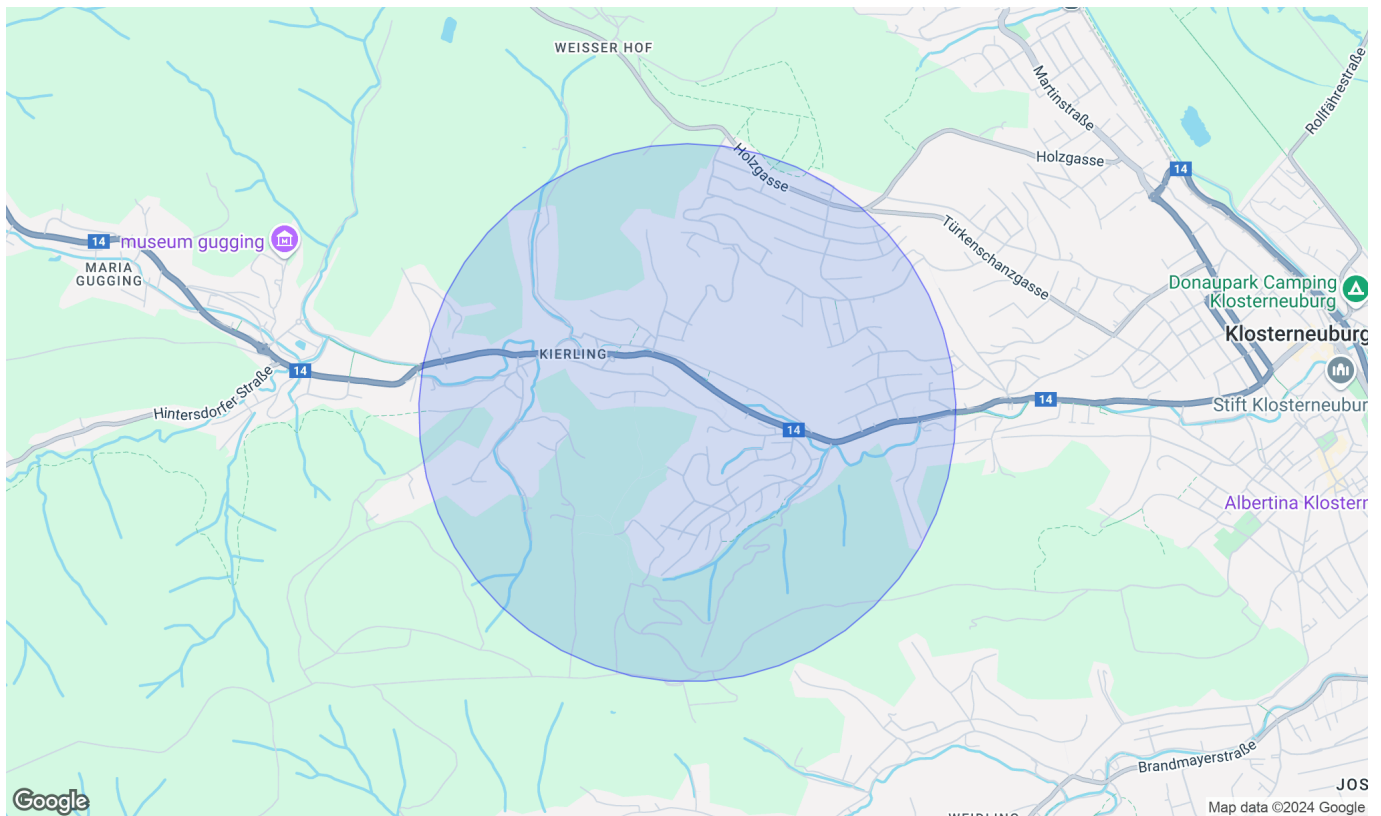 WEISSER HOF
Martinstraße
Rollfährestraße
Holzgasse
Holzgasse
14
Türkenschanzgasse
14
museum gugging
MARIA
GUGGING
Donaupark Camping
Klosterneuburg
Klosterneuburg
KIERLING
14
Hintersdorfer Straße
14
Stift Klosterneubur
14
Albertina Klostern
Brandmayerstraße
JOS
WEIDLING
Google
Map data ©2024 Google